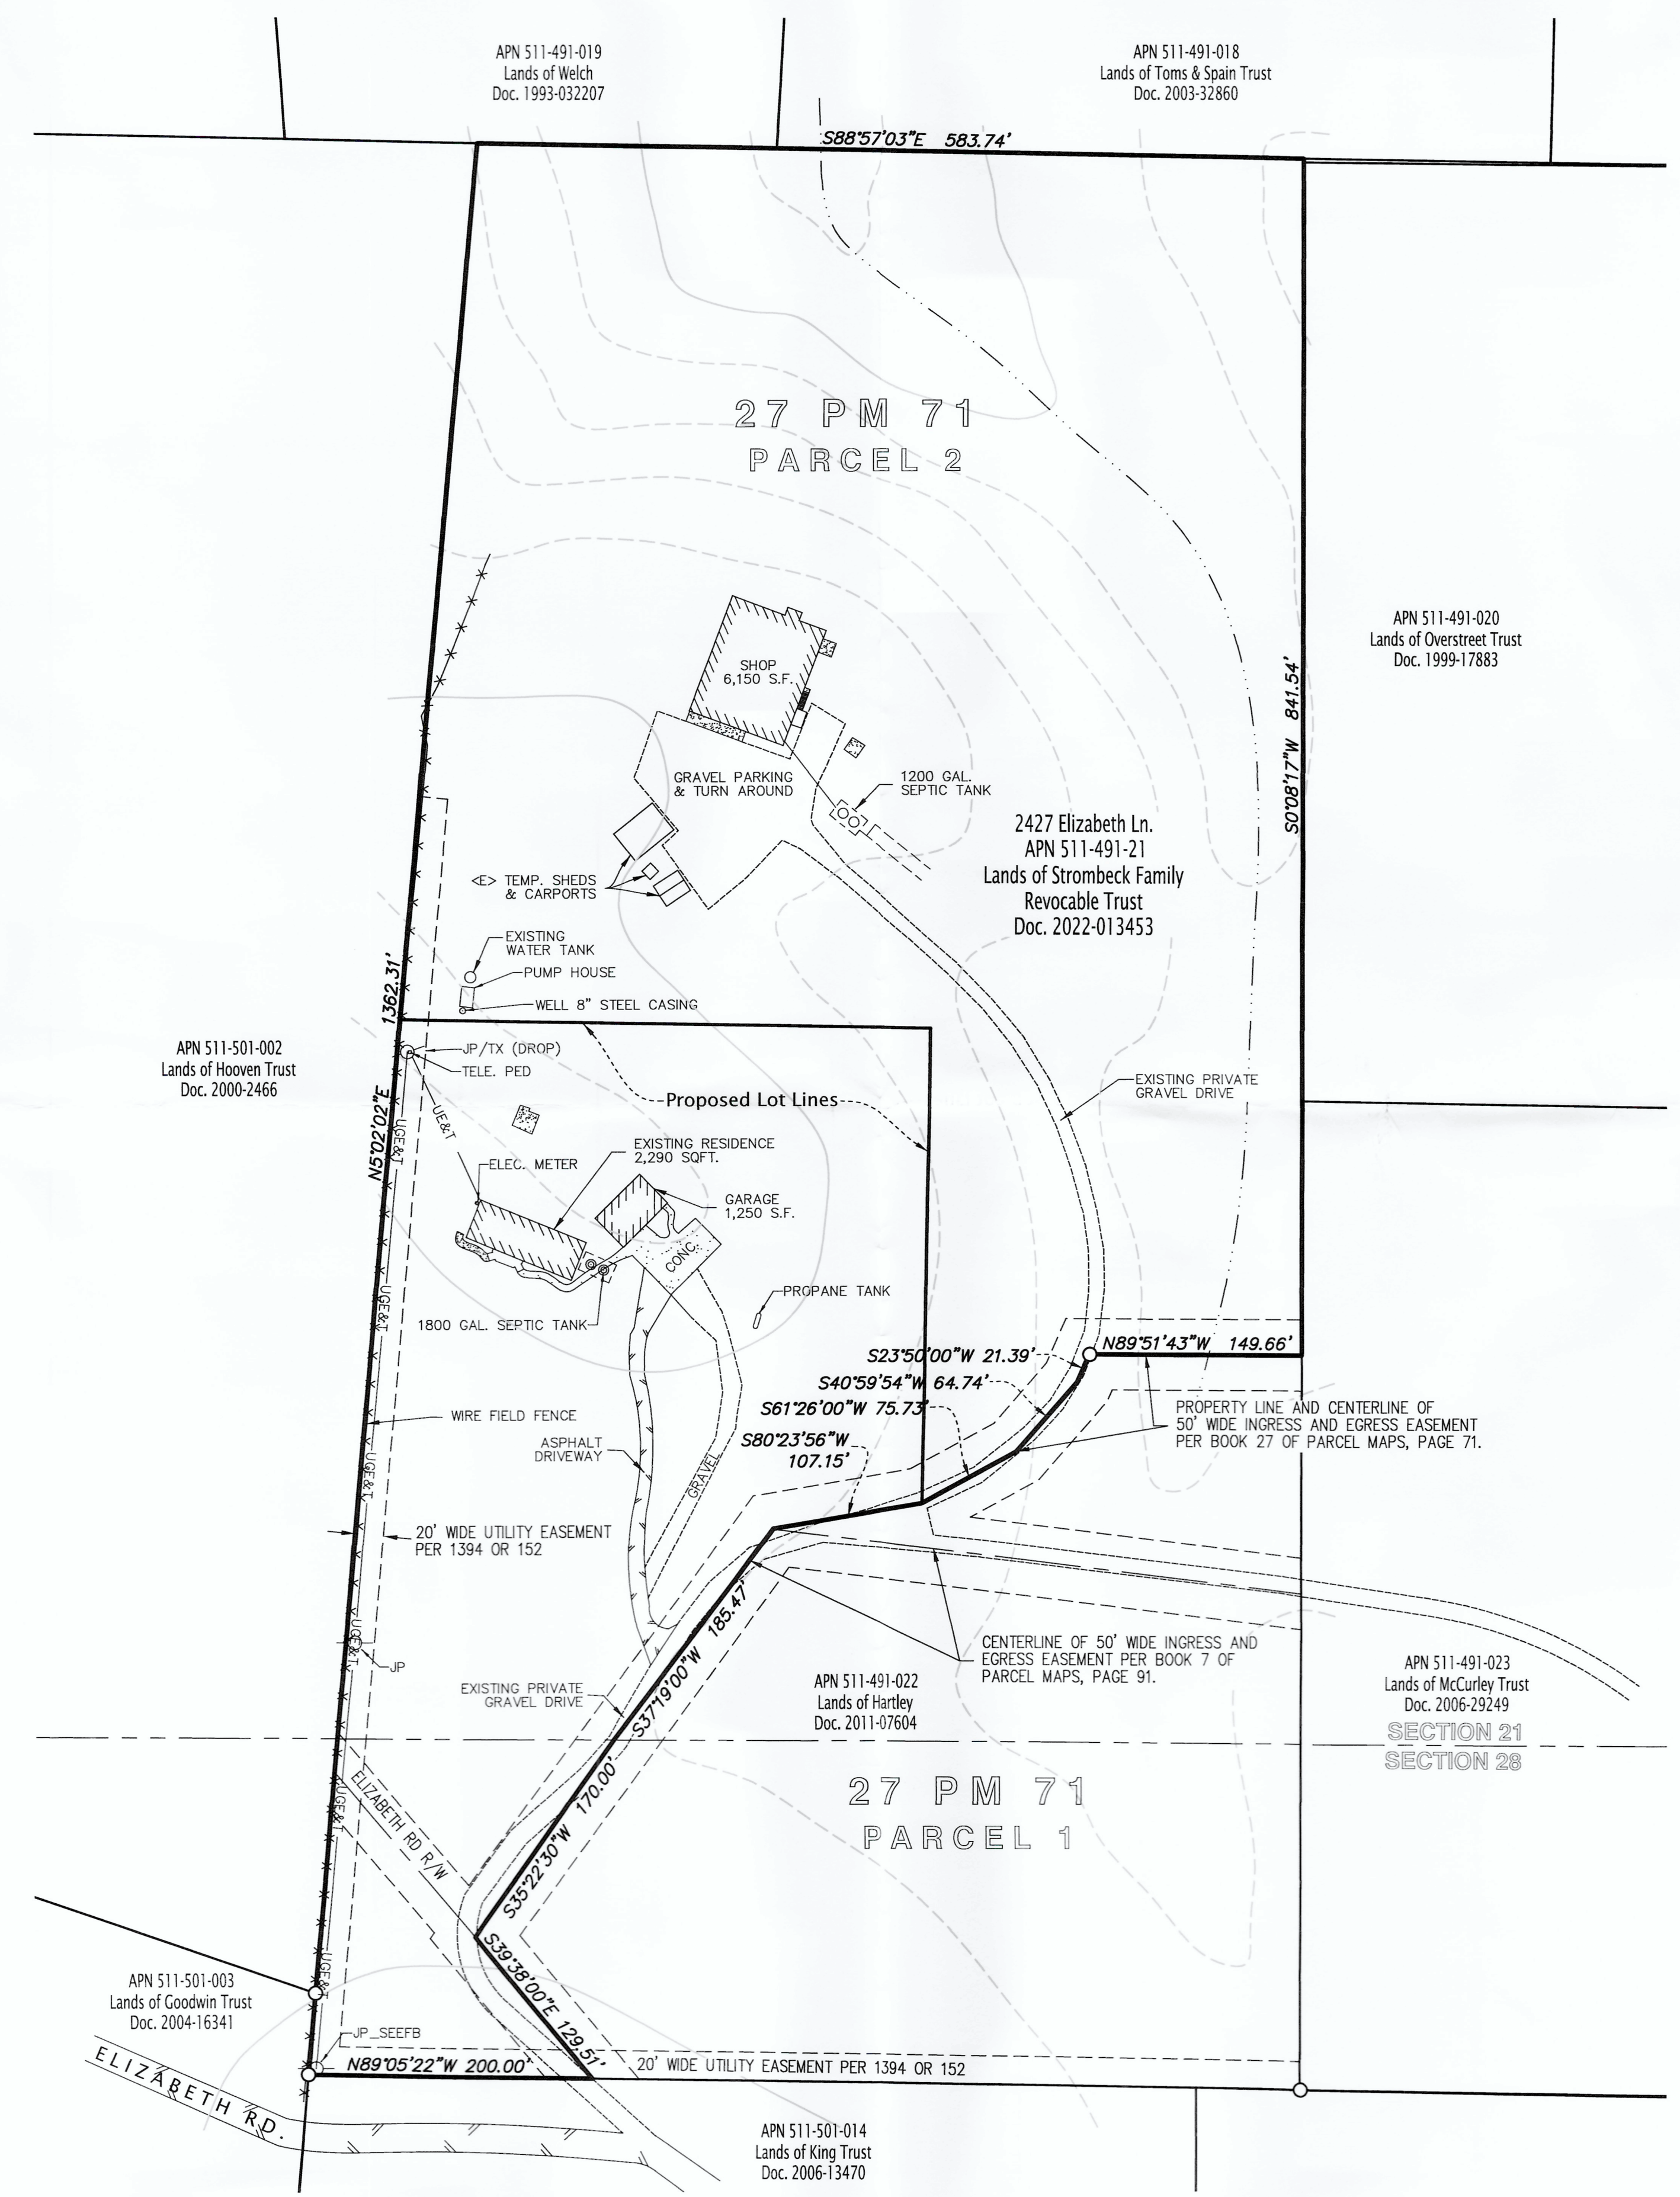 APN 511-491-019
Lands of Welch
Doc. 1993-032207
APN 511-491-018
Lands of Toms & Spain Trust
Doc. 2003-32860
S88°57'03"E 583.74'
27 PM 71
PARCEL 2
SHOP
6,150 S.F.
APN 511-491-020
Lands of Overstreet Trust
Doc. 1999-17883
S0°08'17"W 841.54'
GRAVEL PARKING
& TURN AROUND
1200 GAL.
SEPTIC TANK
2427 Elizabeth Ln.
APN 511-491-21
Lands of Strombeck Family
Revocable Trust
Doc. 2022-013453
<E> TEMP. SHEDS
& CARPORTS
EXISTING
WATER TANK
PUMP HOUSE
WELL 8" STEEL CASING
N5°02'02"E 1362.31'
APN 511-501-002
Lands of Hooven Trust
Doc. 2000-2466
JP/TX (DROP)
TELE. PED
UE&T
UGE&T
Proposed Lot Lines
EXISTING PRIVATE
GRAVEL DRIVE
EXISTING RESIDENCE
2,290 SQFT.
ELEC. METER
GARAGE
1,250 S.F.
CONC.
PROPANE TANK
1800 GAL. SEPTIC TANK
UGE&T
N89°51'43"W 149.66'
S23°50'00"W 21.39'
S40°59'54"W 64.74'
S61°26'00"W 75.73'
S80°23'56"W
107.15'
PROPERTY LINE AND CENTERLINE OF
50' WIDE INGRESS AND EGRESS EASEMENT
PER BOOK 27 OF PARCEL MAPS, PAGE 71.
WIRE FIELD FENCE
ASPHALT
DRIVEWAY
GRAVEL
UGE&T
20' WIDE UTILITY EASEMENT
PER 1394 OR 152
S37°19'00"W 185.47'
UGE&T
JP
CENTERLINE OF 50' WIDE INGRESS AND
EGRESS EASEMENT PER BOOK 7 OF
PARCEL MAPS, PAGE 91.
EXISTING PRIVATE
GRAVEL DRIVE
APN 511-491-022
Lands of Hartley
Doc. 2011-07604
APN 511-491-023
Lands of McCurley Trust
Doc. 2006-29249
SECTION 21
SECTION 28
27 PM 71
PARCEL 1
UGE&T
ELIZABETH RD R/W
S35°22'30"W 170.00'
S39°38'00"E 129.51'
UGE&T
APN 511-501-003
Lands of Goodwin Trust
Doc. 2004-16341
JP_SEEFB
N89°05'22"W 200.00'
20' WIDE UTILITY EASEMENT PER 1394 OR 152
ELIZABETH RD.
APN 511-501-014
Lands of King Trust
Doc. 2006-13470